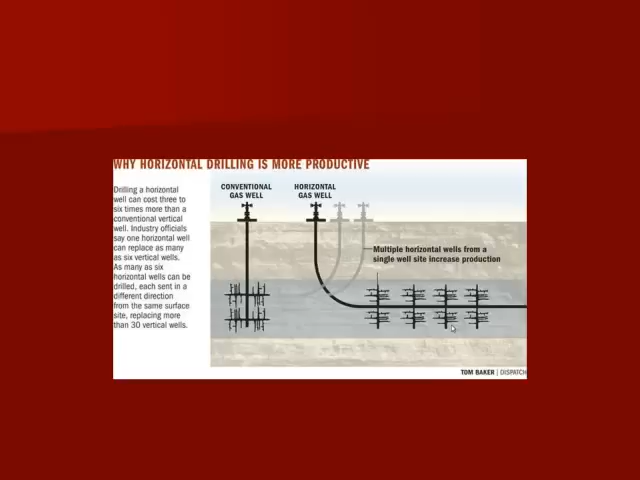 WHY HORIZONTAL DRILLING IS MORE PRODUCTIVE
Drilling a horizontal
well can cost three to
six times more than a
conventional vertical
well. Industry officials
say one horizontal well
can replace as many
as six vertical wells.
As many as six
horizontal wells can be
drilled, each sent in a
different direction
from the same surface
site, replacing more
than 30 vertical wells.
CONVENTIONAL
GAS WELL
HORIZONTAL
GAS WELL
Multiple horizontal wells from a
single well site increase production
TOM BAKER | DISPATCH